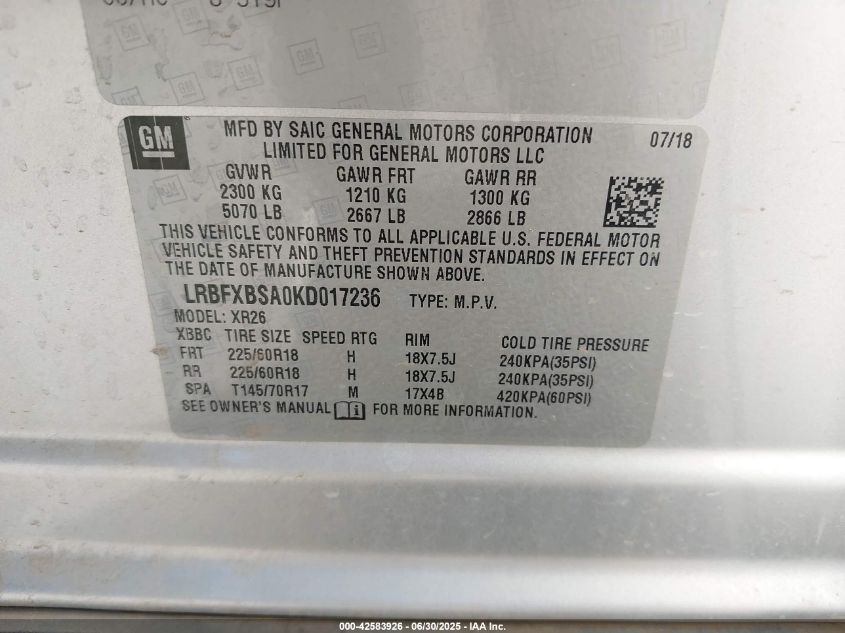 GM
MFD BY SAIC GENERAL MOTORS CORPORATION
07/18
LIMITED FOR GENERAL MOTORS LLC
GVWR GAWR FRT GAWR RR
2300 KG 1210 KG 1300 KG
5070 LB 2667 LB 2866 LB
THIS VEHICLE CONFORMS TO ALL APPLICABLE U.S. FEDERAL MOTOR
VEHICLE SAFETY AND THEFT PREVENTION STANDARDS IN EFFECT ON
THE DATE OF MANUFACTURE SHOWN ABOVE.
LRBFXBSA0KD017236 TYPE: M.P.V.
MODEL: XR26
XBBC TIRE SIZE SPEED RTG RIM COLD TIRE PRESSURE
FRT 225/60R18 H 18X7.5J 240KPA(35PSI)
RR 225/60R18 H 18X7.5J 240KPA(35PSI)
SPA T145/70R17 M 17X4B 420KPA(60PSI)
SEE OWNER'S MANUAL FOR MORE INFORMATION.
000-42583926 - 06/30/2025 - IAA Inc.